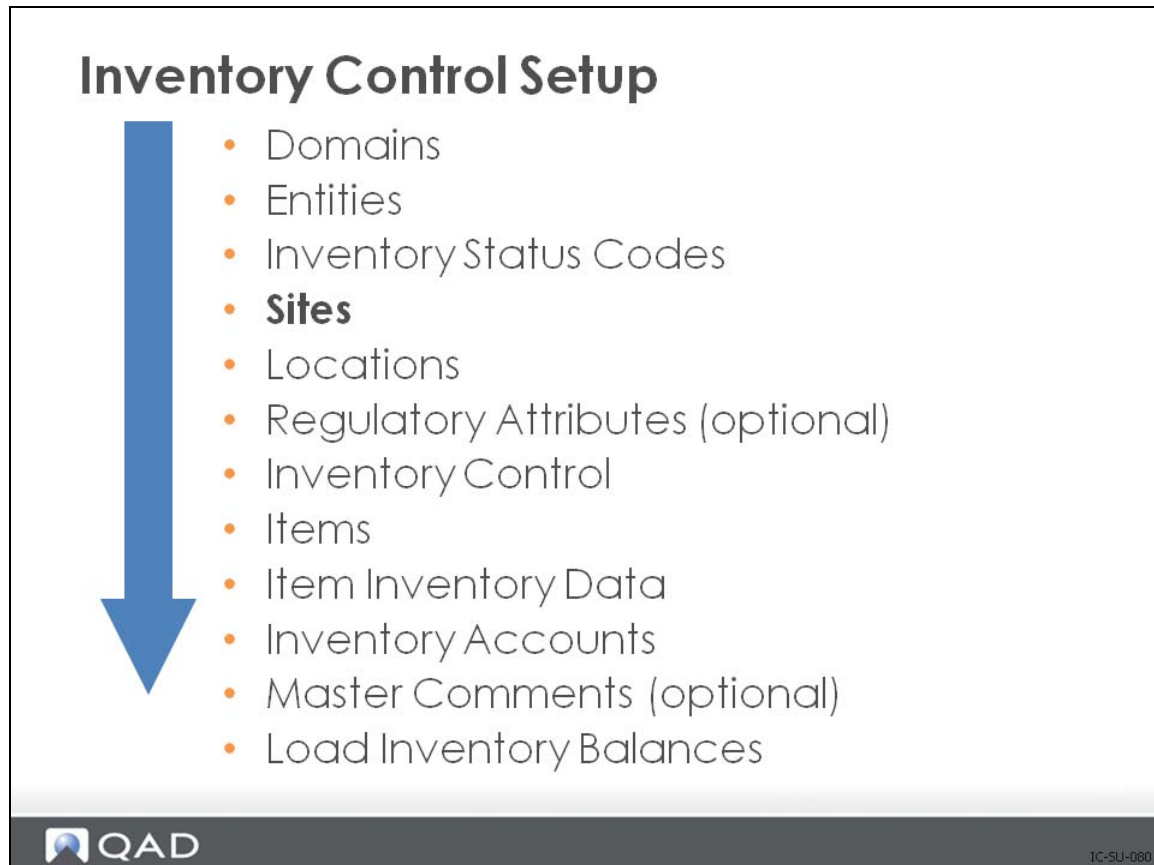 Inventory Control Setup
• Domains
• Entities
• Inventory Status Codes
• Sites
• Locations
• Regulatory Attributes (optional)
• Inventory Control
• Items
• Item Inventory Data
• Inventory Accounts
• Master Comments (optional)
• Load Inventory Balances
QAD
IC-SU-080